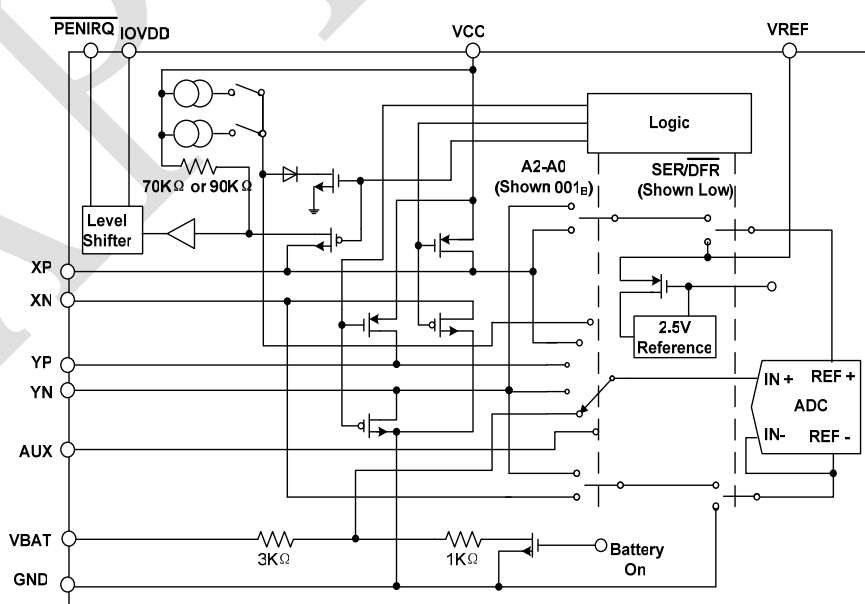 PENIRQ IOVDD VCC VREF
Logic
A2-A0
(Shown 001B)
SER/DFR
(Shown Low)
70KΩ or 90KΩ
Level
Shifter
XP
XN
2.5V
Reference
YP
YN
IN + REF +
ADC
IN- REF -
AUX
VBAT
3KΩ 1KΩ
Battery
On
GND